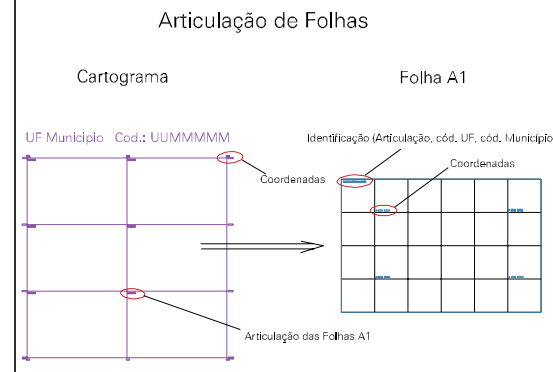 Articulação de Folhas
Cartograma
Folha A1
UF Municipio Cod.: UUMMMMM
Identificação (Articulação, cód. UF, cód. Município
Coordenadas
Coordenadas
Articulação das Folhas A1